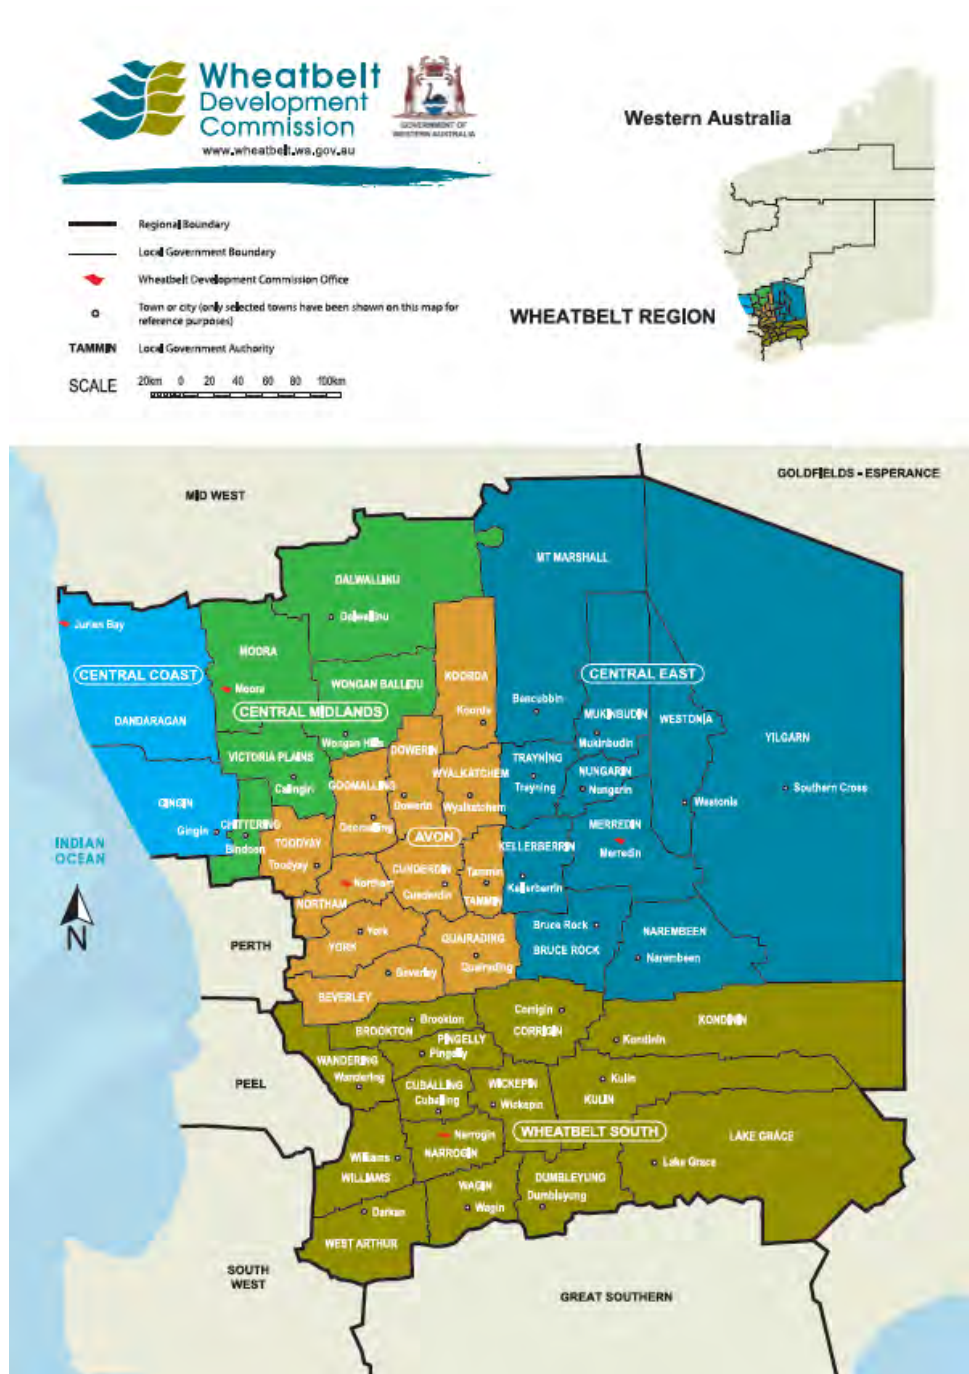 Wheatbelt
Development
Commission
www.wheatbelt.wa.gov.au
GOVERNMENT OF
WESTERN AUSTRALIA
Western Australia
WHEATBELT REGION
Regional Boundary
Local Government Boundary
Wheatbelt Development Commission Office
Town or city (only selected towns have been shown on this map for
reference purposes)
TAMMIN Local Government Authority
SCALE 20km 0 20 40 60 80 100km
GOLDFIELDS - ESPERANCE
MID WEST
MT MARSHALL
DALWALLINU
Dalwallinu
Jurien Bay
MOORA
CENTRAL COAST
KOORDA
CENTRAL EAST
WONGAN BALLIDU
Moora
Bencubbin
CENTRAL MIDLANDS
Koorda
MUKINBUDIN
WESTONIA
DANDARAGAN
YILGARN
Wongan Hills
Mukinbudin
DOWERIN
VICTORIA PLAINS
TRAYNING
WYALKATCHEM
NUNGARIN
GOOMALLING
Calingiri
Trayning
Nungarin
Southern Cross
GINGIN
Dowerin
Wyalkatchem
Westonia
CHITTERING
Goomalling
MERREDIN
Gingin
AVON
INDIAN
OCEAN
Bindoon
TOODYAY
KELLERBERRIN
Merredin
Toodyay
CUNDERDIN
Tammin
Northam
Kellerberrin
Cunderdin
NORTHAM
TAMMIN
N
York
Bruce Rock
NAREMBEEN
PERTH
YORK
QUAIRADING
BRUCE ROCK
Narembeen
Quairading
Beverley
BEVERLEY
Corrigin
Brookton
KONDININ
BROOKTON
CORRIGIN
PINGELLY
Kondinin
Pingelly
WANDERING
Wandering
PEEL
CUBALLING
WICKEPIN
Kulin
Cuballing
Wickepin
KULIN
Narrogin
WHEATBELT SOUTH
LAKE GRACE
NARROGIN
Williams
Lake Grace
WILLIAMS
WAGIN
DUMBLEYUNG
Dumbleyung
Wagin
Darkan
WEST ARTHUR
SOUTH
WEST
GREAT SOUTHERN